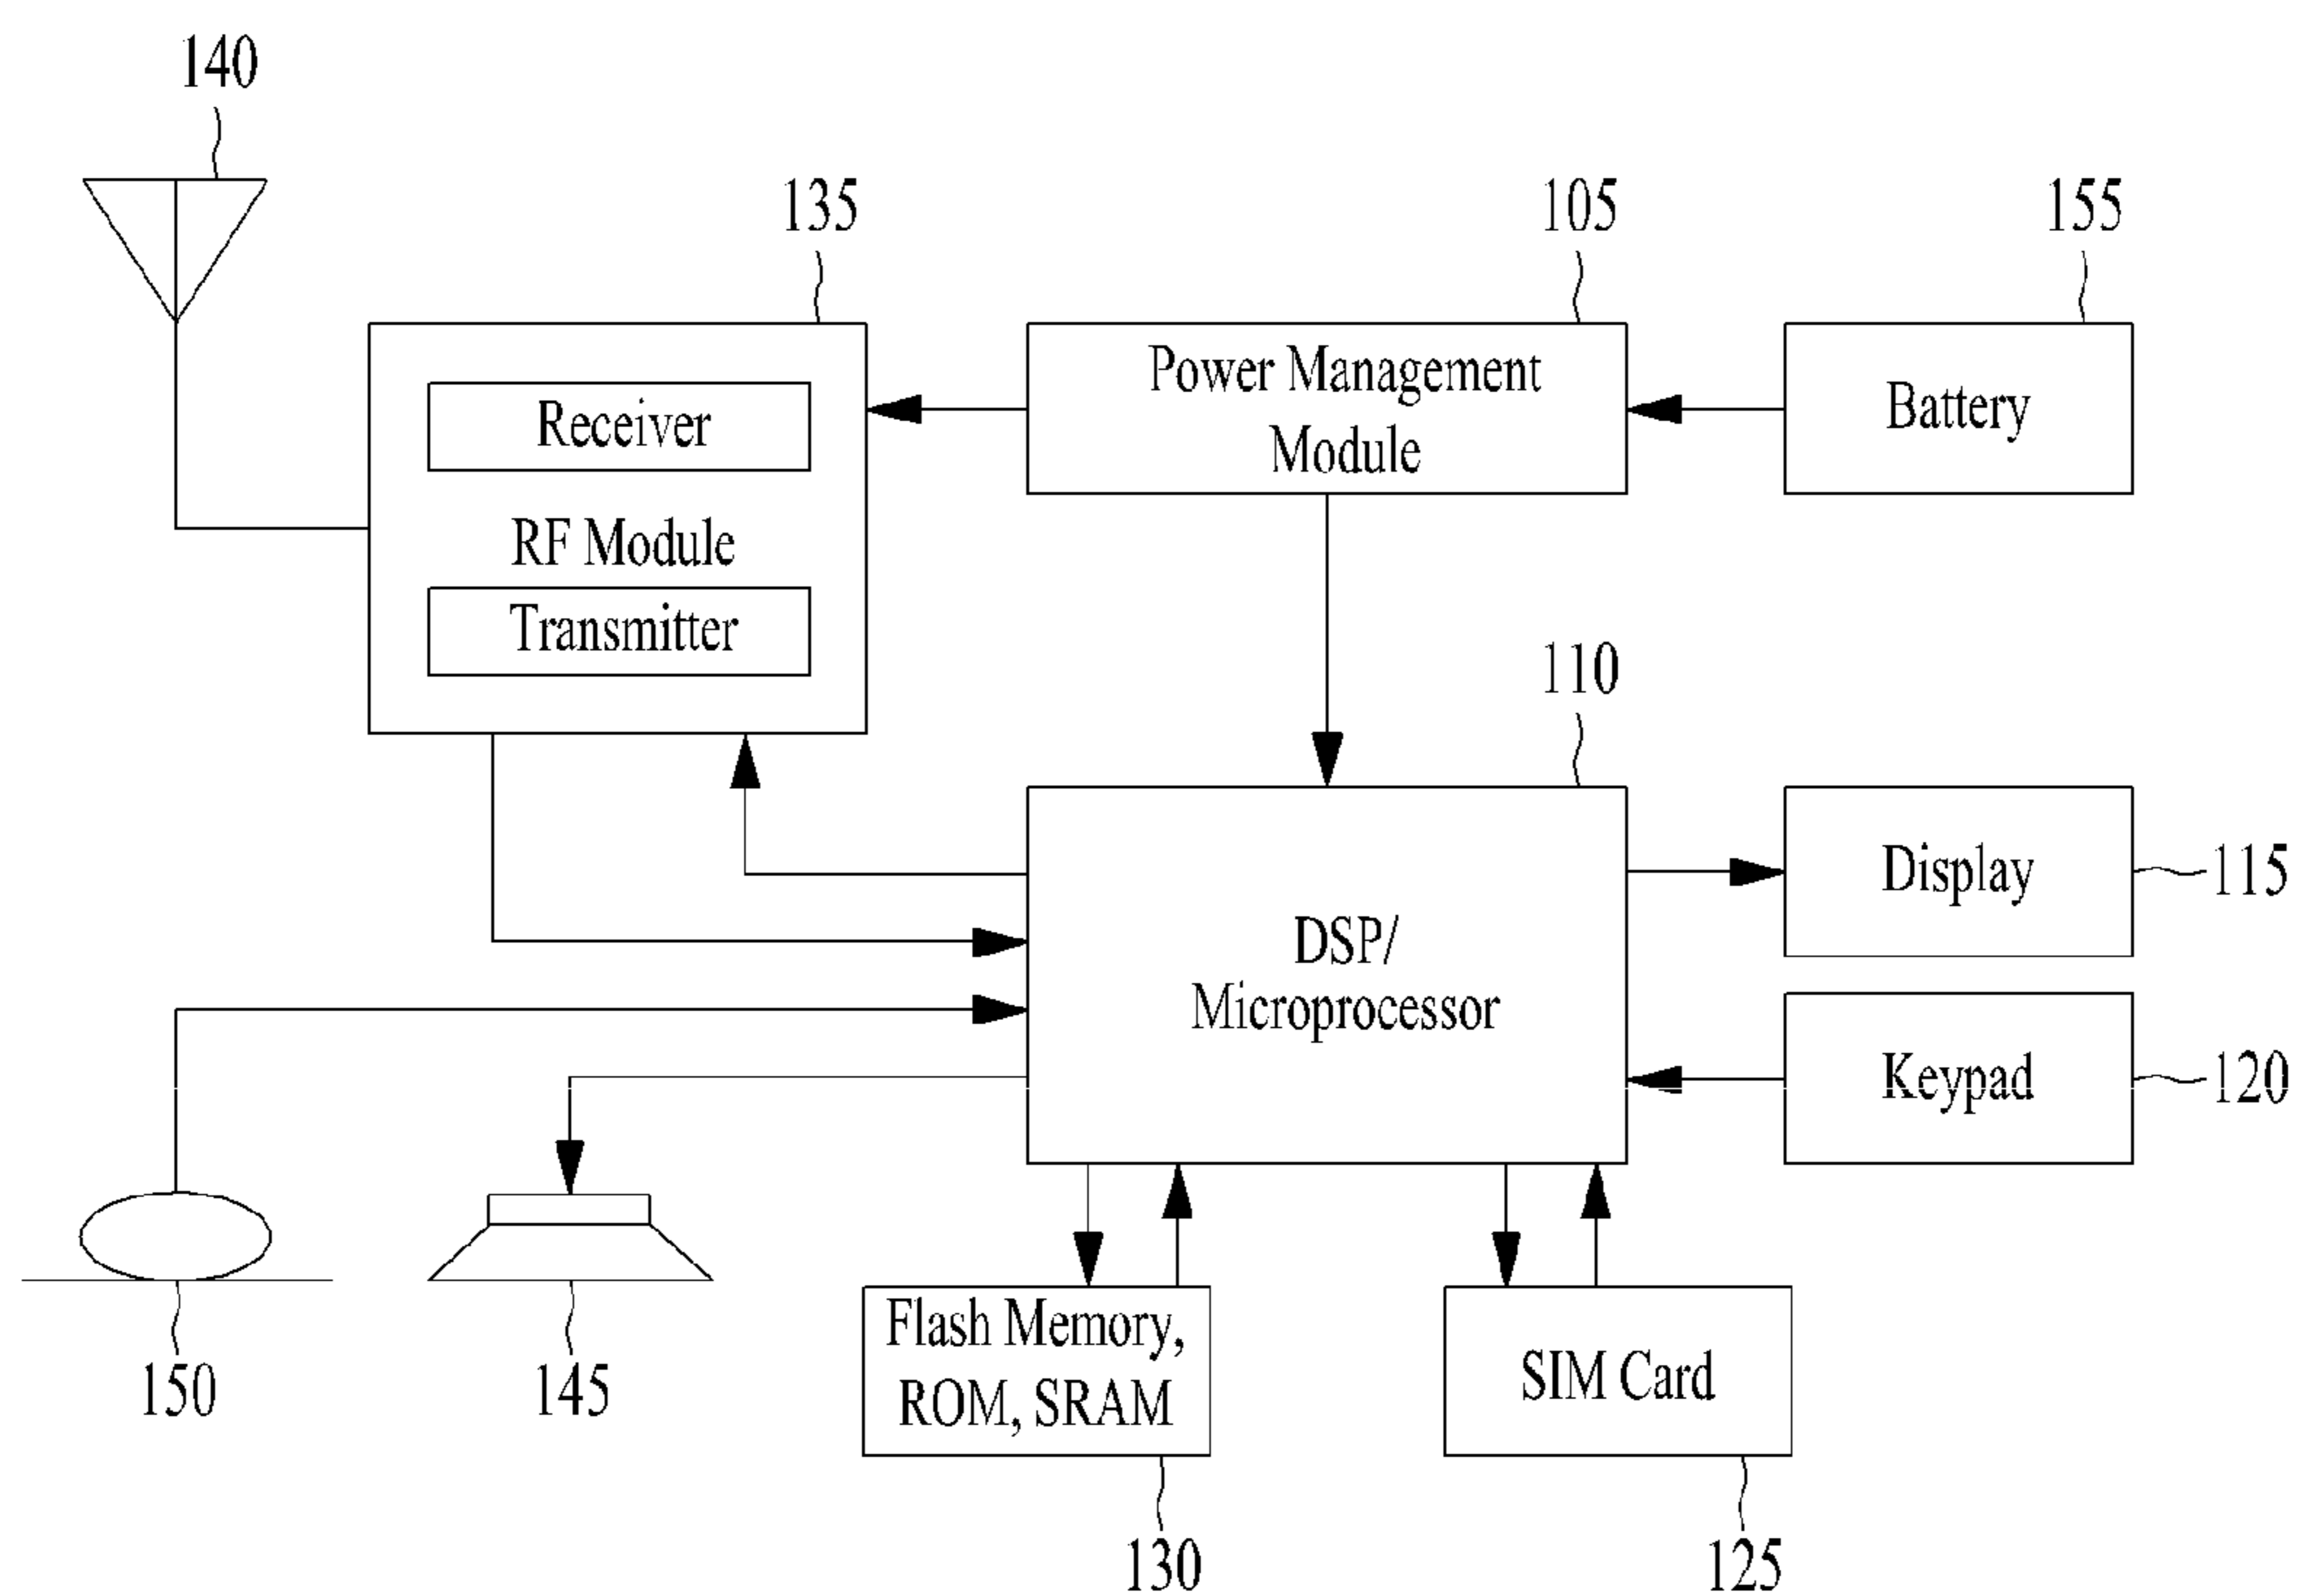 140
135
105
155
Receiver
RF Module
Transmitter
Power Management
Module
Battery
110
DSP/
Microprocessor
Display
115
Keypad
120
150
145
Flash Memory,
ROM, SRAM
SIM Card
130
125